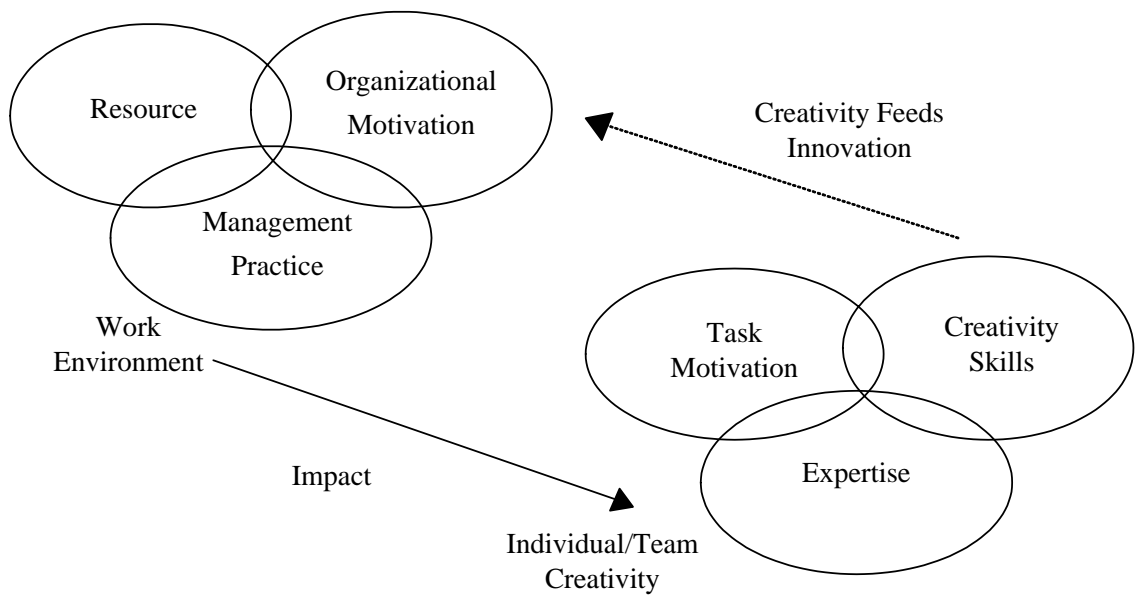 Resource
Organizational
Motivation
Management
Practice
Work
Environment
Impact
Creativity Feeds
Innovation
Task
Motivation
Creativity
Skills
Expertise
Individual/Team
Creativity